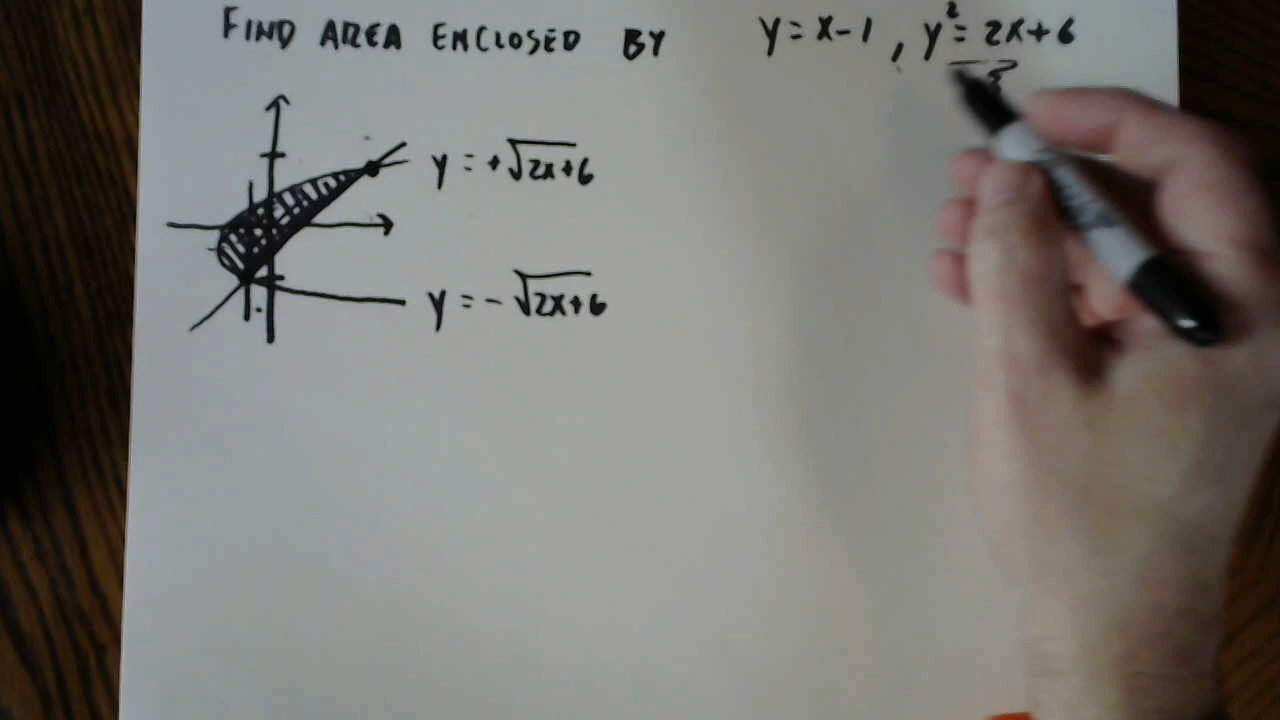 FIND AREA ENCLOSED BY y = x - 1 , y² = 2x + 6
y = +√(2x+6)
y = -√(2x+6)